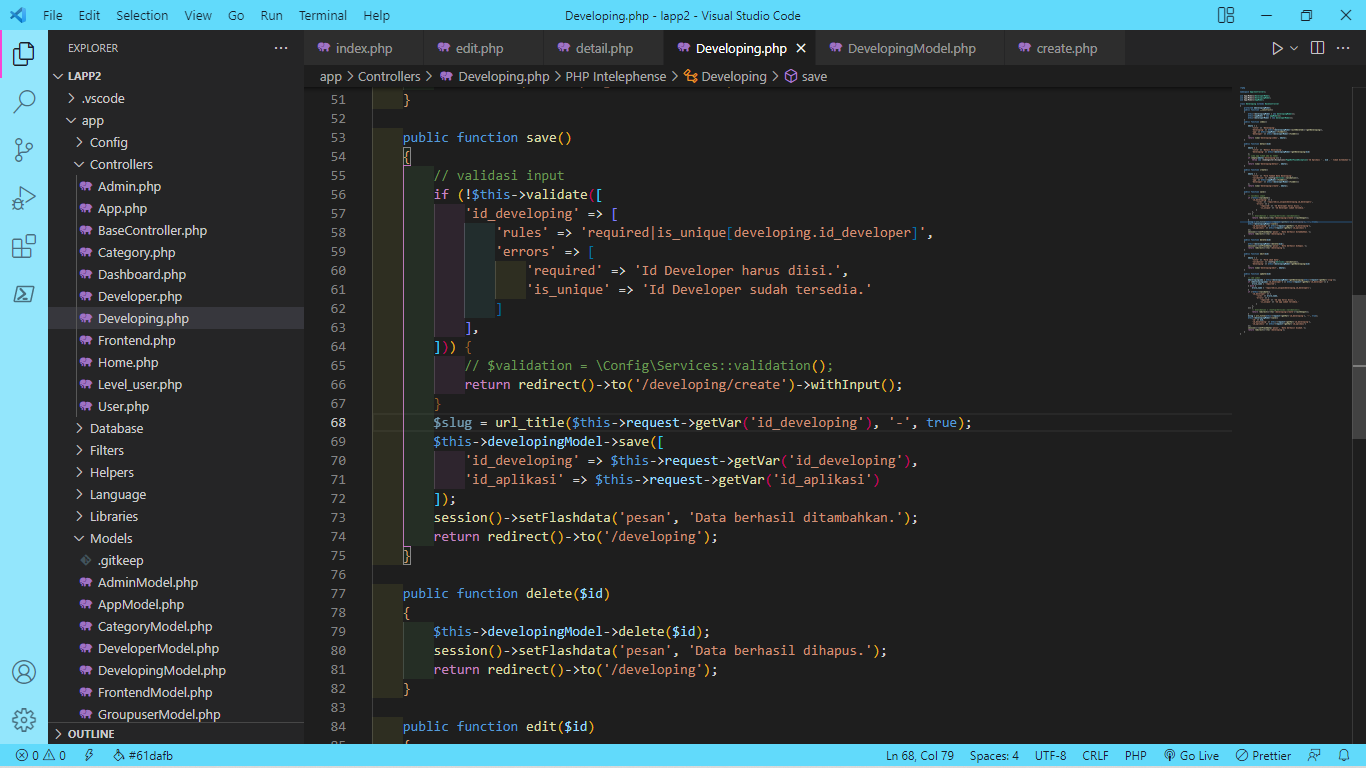 File Edit Selection View Go Run Terminal Help Developing.php - lapp2 - Visual Studio Code
EXPLORER ···
index.php edit.php detail.php Developing.php DevelopingModel.php create.php
app > Controllers > Developing.php > PHP Intelephense > Developing > save
LAPP2
.vscode
app
Config
Controllers
Admin.php
App.php
BaseController.php
Category.php
Dashboard.php
Developer.php
Developing.php
Frontend.php
Home.php
Level_user.php
User.php
Database
Filters
Helpers
Language
Libraries
Models
.gitkeep
AdminModel.php
AppModel.php
CategoryModel.php
DeveloperModel.php
DevelopingModel.php
FrontendModel.php
GroupuserModel.php
OUTLINE
51 }
52
53 public function save()
54 {
55 // validasi input
56 if (!$this->validate([
57 'id_developing' => [
58 'rules' => 'required|is_unique[developing.id_developer]',
59 'errors' => [
60 'required' => 'Id Developer harus diisi.',
61 'is_unique' => 'Id Developer sudah tersedia.'
62 ]
63 ],
64 ])) {
65 // $validation = \Config\Services::validation();
66 return redirect()->to('/developing/create')->withInput();
67 }
68 $slug = url_title($this->request->getVar('id_developing'), '-', true);
69 $this->developingModel->save([
70 'id_developing' => $this->request->getVar('id_developing'),
71 'id_aplikasi' => $this->request->getVar('id_aplikasi')
72 ]);
73 session()->setFlashdata('pesan', 'Data berhasil ditambahkan.');
74 return redirect()->to('/developing');
75 }
76
77 public function delete($id)
78 {
79 $this->developingModel->delete($id);
80 session()->setFlashdata('pesan', 'Data berhasil dihapus.');
81 return redirect()->to('/developing');
82 }
83
84 public function edit($id)
0 0 #61dafb Ln 68, Col 79 Spaces: 4 UTF-8 CRLF PHP Go Live Prettier